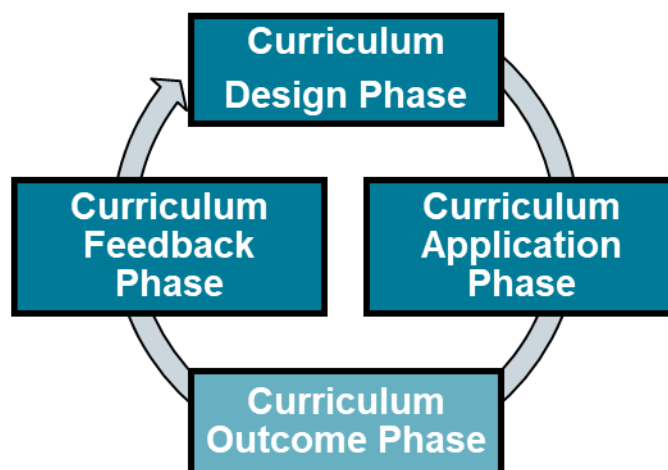 Curriculum
Design Phase
Curriculum
Feedback
Phase
Curriculum
Application
Phase
Curriculum
Outcome Phase